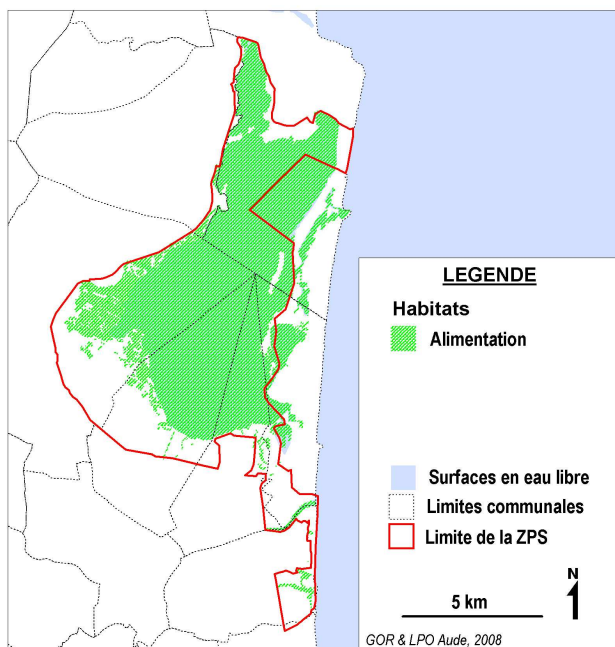 LEGENDE
Habitats
Alimentation
Surfaces en eau libre
Limites communales
Limite de la ZPS
N
5 km
GOR & LPO Aude, 2008